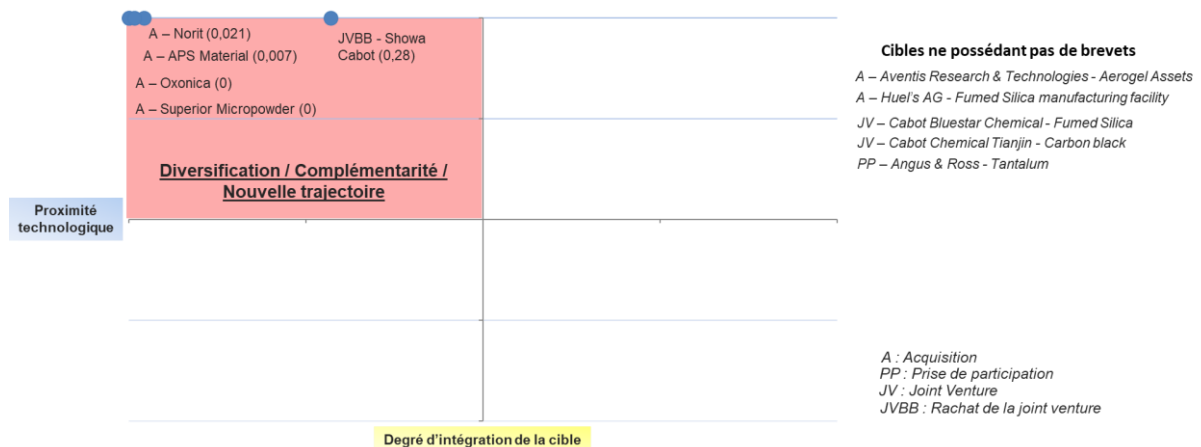 A – Norit (0,021)
A – APS Material (0,007)
A – Oxonica (0)
A – Superior Micropowder (0)
JVBB - Showa
Cabot (0,28)
Diversification / Complémentarité /
Nouvelle trajectoire
Proximité
technologique
Degré d'intégration de la cible
Cibles ne possédant pas de brevets
A – Aventis Research & Technologies - Aerogel Assets
A – Huel's AG - Fumed Silica manufacturing facility
JV – Cabot Bluestar Chemical - Fumed Silica
JV – Cabot Chemical Tianjin - Carbon black
PP – Angus & Ross - Tantalum
A : Acquisition
PP : Prise de participation
JV : Joint Venture
JVBB : Rachat de la joint venture